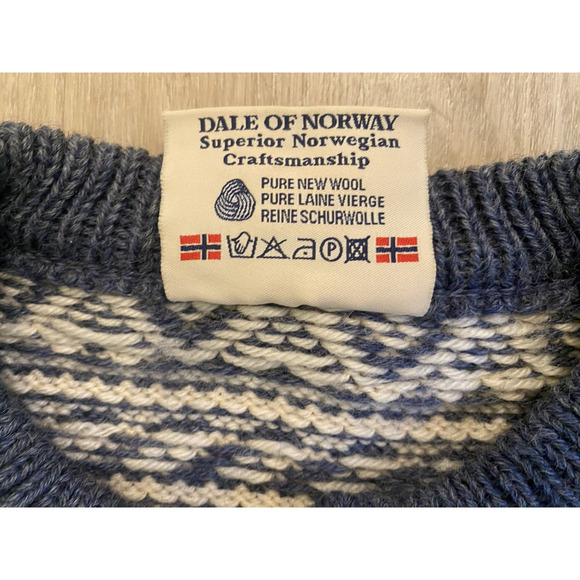 DALE OF NORWAY
Superior Norwegian
Craftsmanship
PURE NEW WOOL
PURE LAINE VIERGE
REINE SCHURWOLLE
P